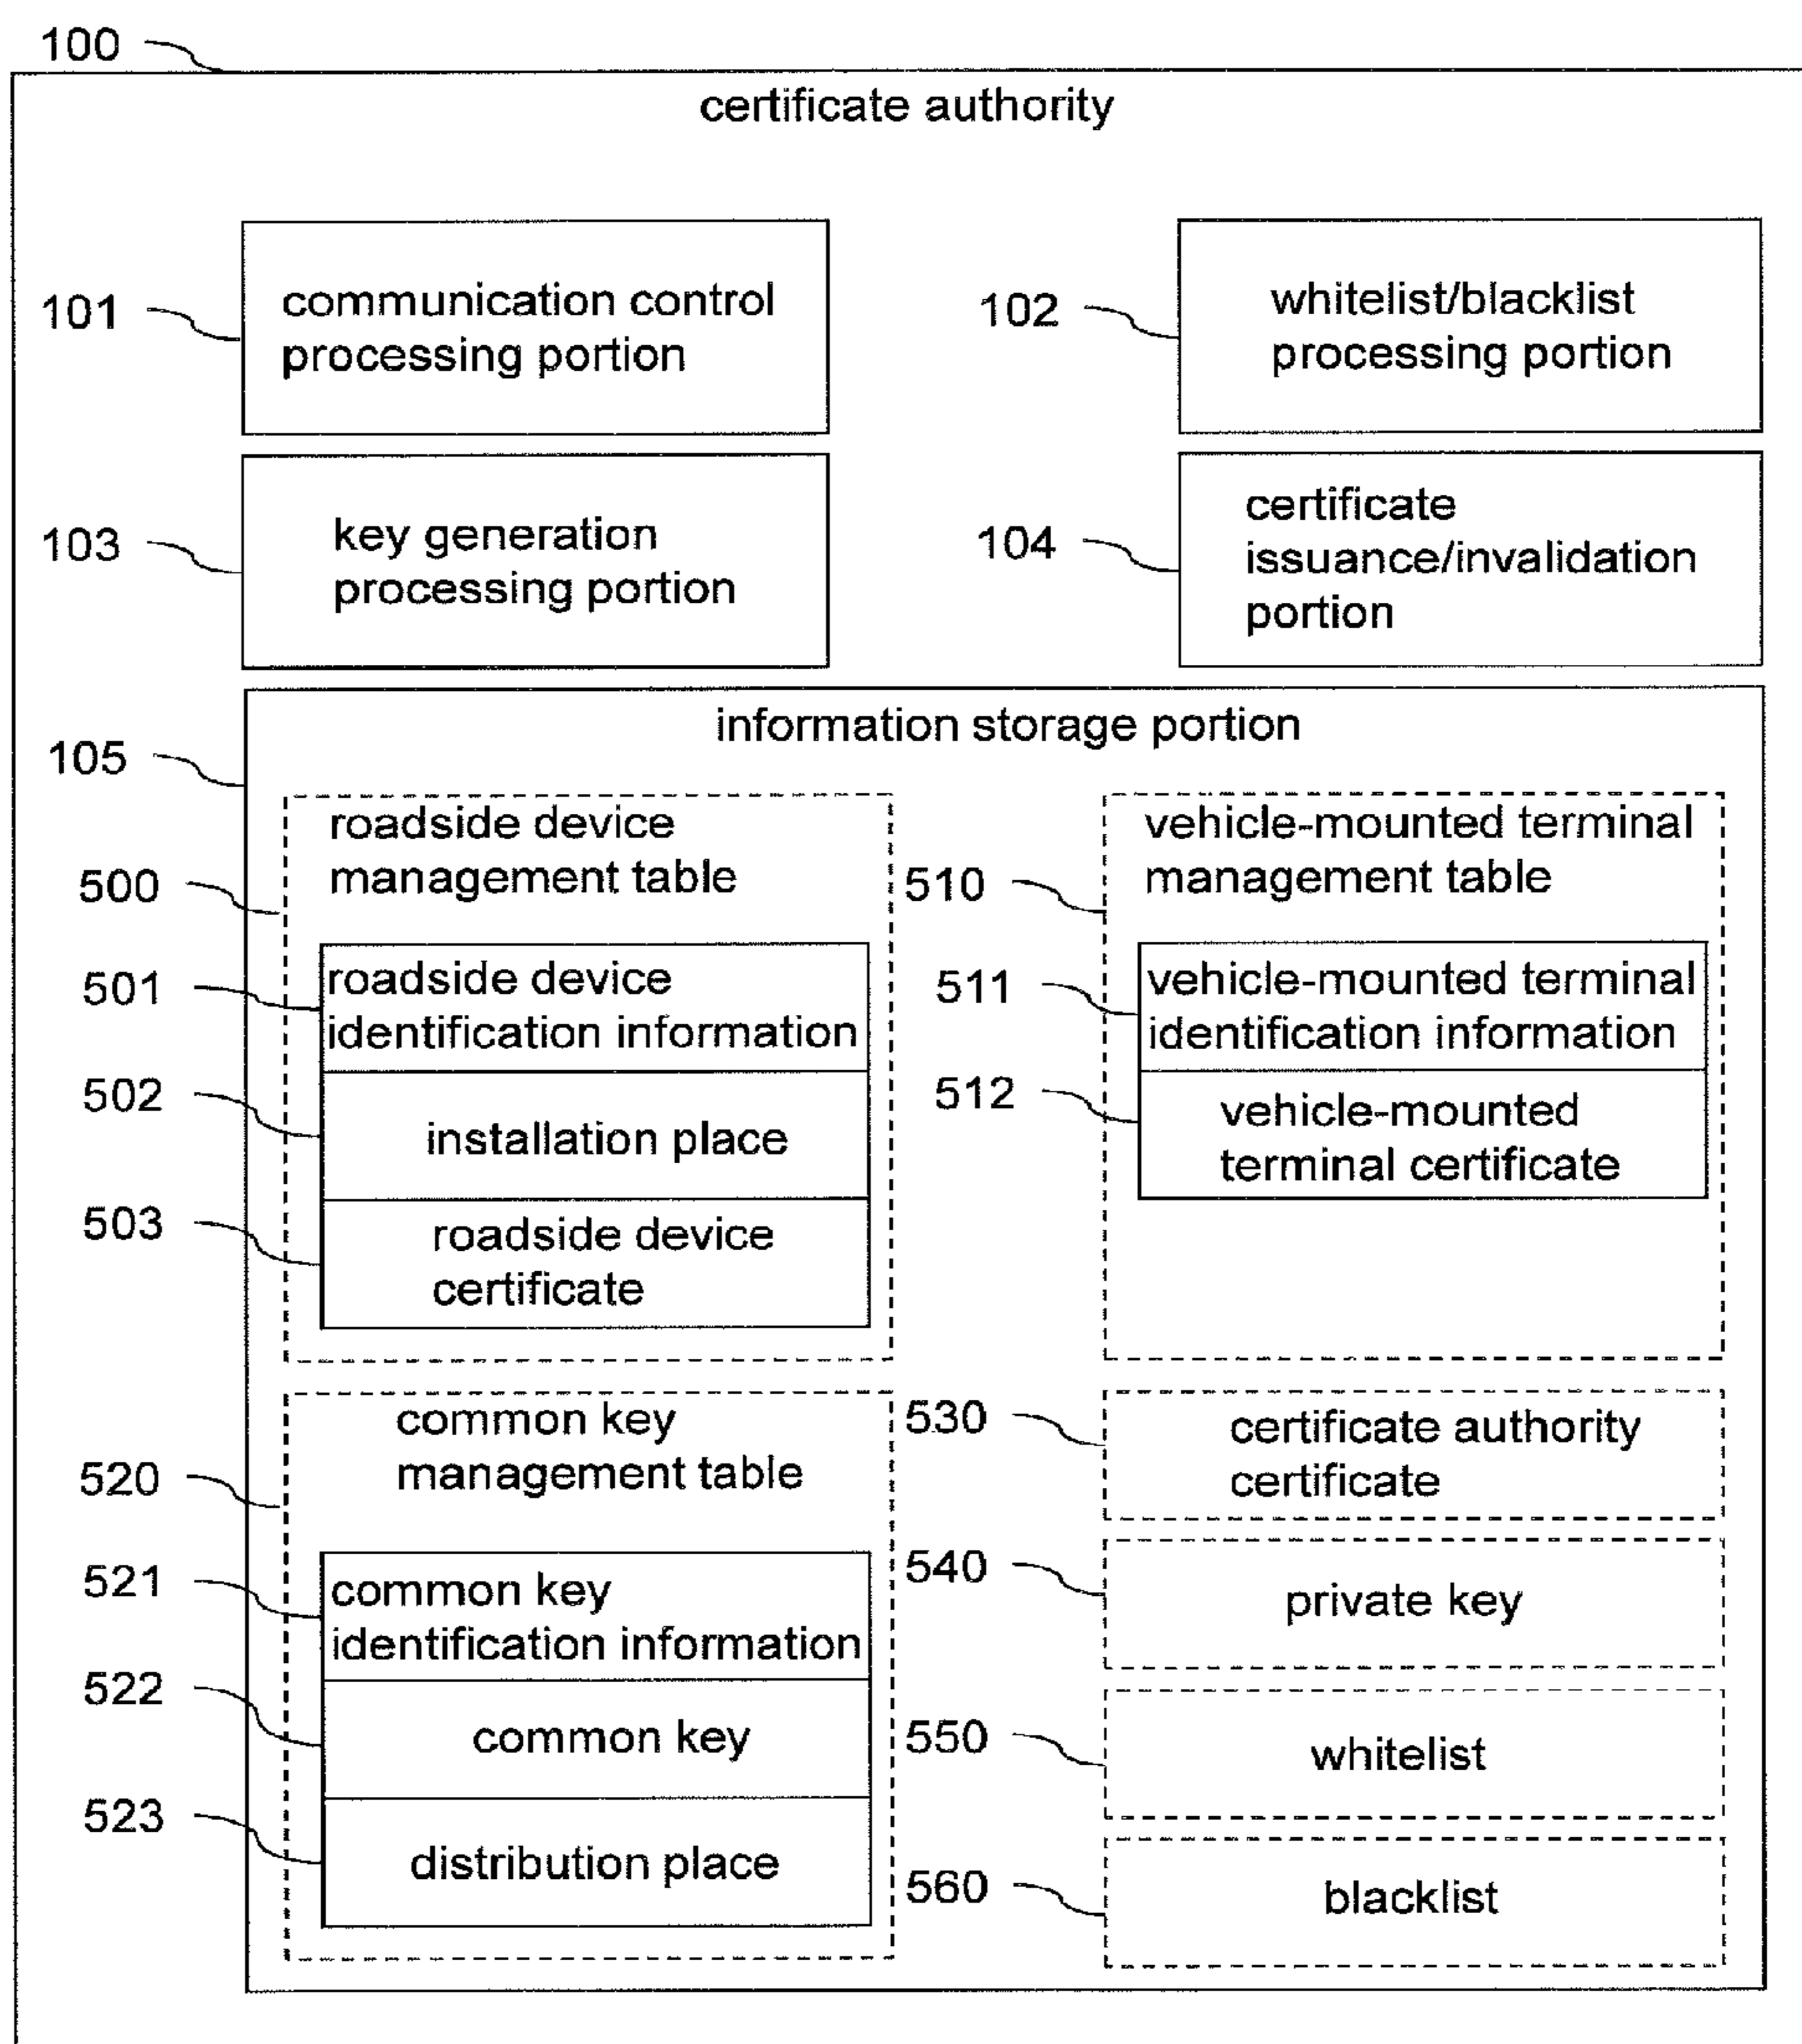 100
certificate authority
101
communication control
processing portion
102
whitelist/blacklist
processing portion
103
key generation
processing portion
104
certificate
issuance/invalidation
portion
105
information storage portion
500
roadside device
management table
501
roadside device
identification information
502
installation place
503
roadside device
certificate
510
vehicle-mounted terminal
management table
511
vehicle-mounted terminal
identification information
512
vehicle-mounted
terminal certificate
520
common key
management table
521
common key
identification information
522
common key
523
distribution place
530
certificate authority
certificate
540
private key
550
whitelist
560
blacklist